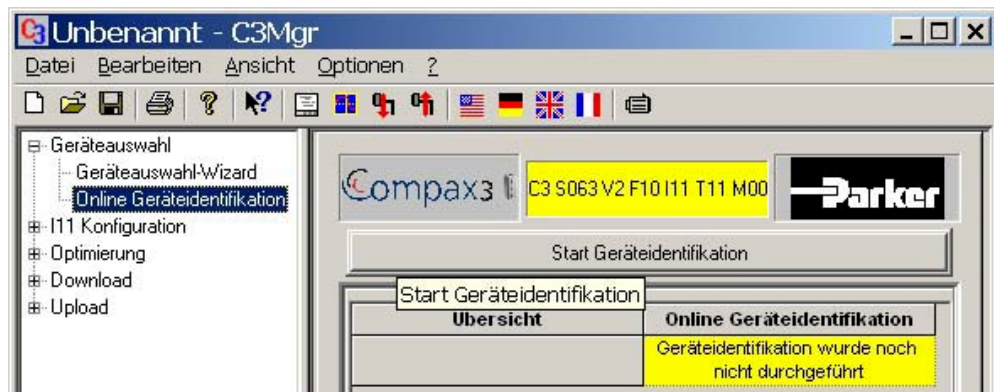 Unbenannt - C3Mgr
Datei Bearbeiten Ansicht Optionen ?
Geräteauswahl
Geräteauswahl-Wizard
Online Geräteidentifikation
I11 Konfiguration
Optimierung
Download
Upload
Compax3
C3 S063 V2 F10 I11 T11 M00
Parker
Start Geräteidentifikation
Start Geräteidentifikation
Übersicht
Online Geräteidentifikation
Geräteidentifikation wurde noch
nicht durchgeführt